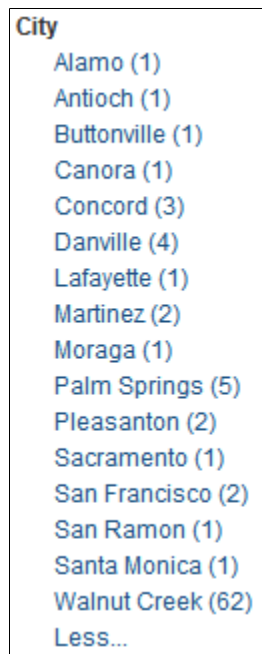 City
Alamo (1)
Antioch (1)
Buttonville (1)
Canora (1)
Concord (3)
Danville (4)
Lafayette (1)
Martinez (2)
Moraga (1)
Palm Springs (5)
Pleasanton (2)
Sacramento (1)
San Francisco (2)
San Ramon (1)
Santa Monica (1)
Walnut Creek (62)
Less...